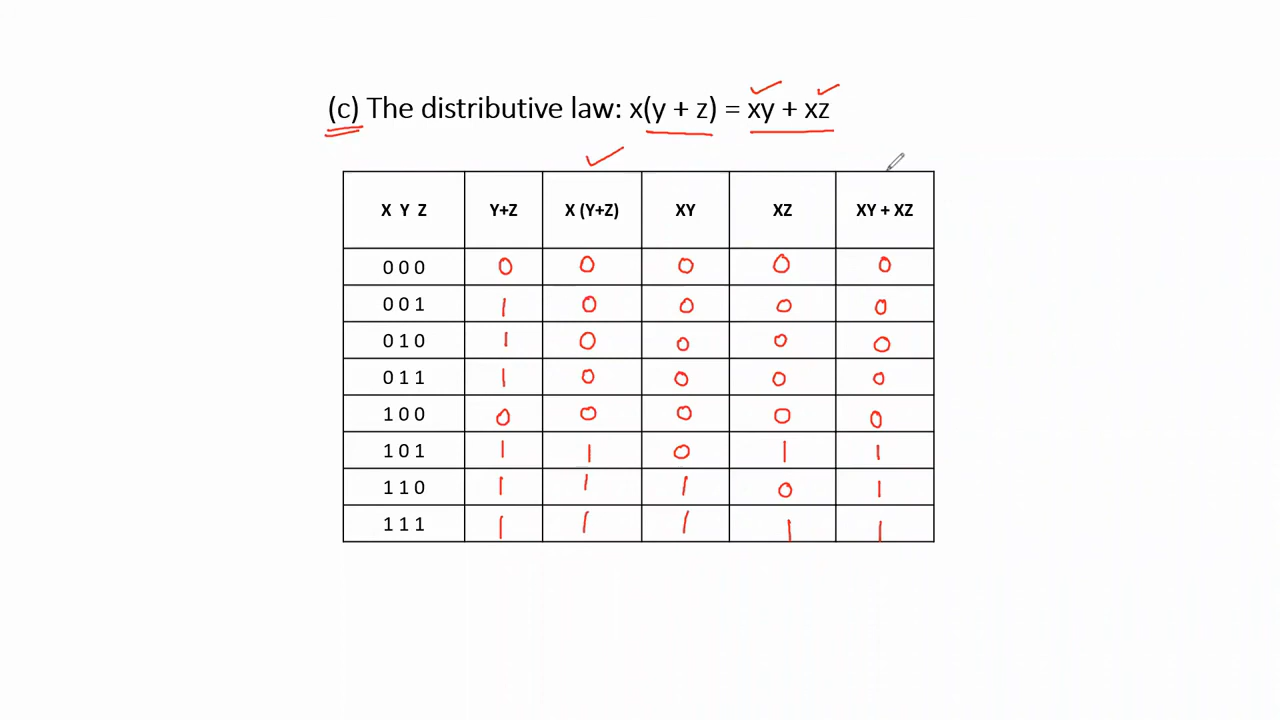 (c) The distributive law: x(y + z) = xy + xz
X Y Z Y+Z X (Y+Z) XY XZ XY + XZ
0 0 0 0 0 0 0 0
0 0 1 1 0 0 0 0
0 1 0 1 0 0 0 0
0 1 1 1 0 0 0 0
1 0 0 0 0 0 0 0
1 0 1 1 1 0 1 1
1 1 0 1 1 1 0 1
1 1 1 1 1 1 1 1